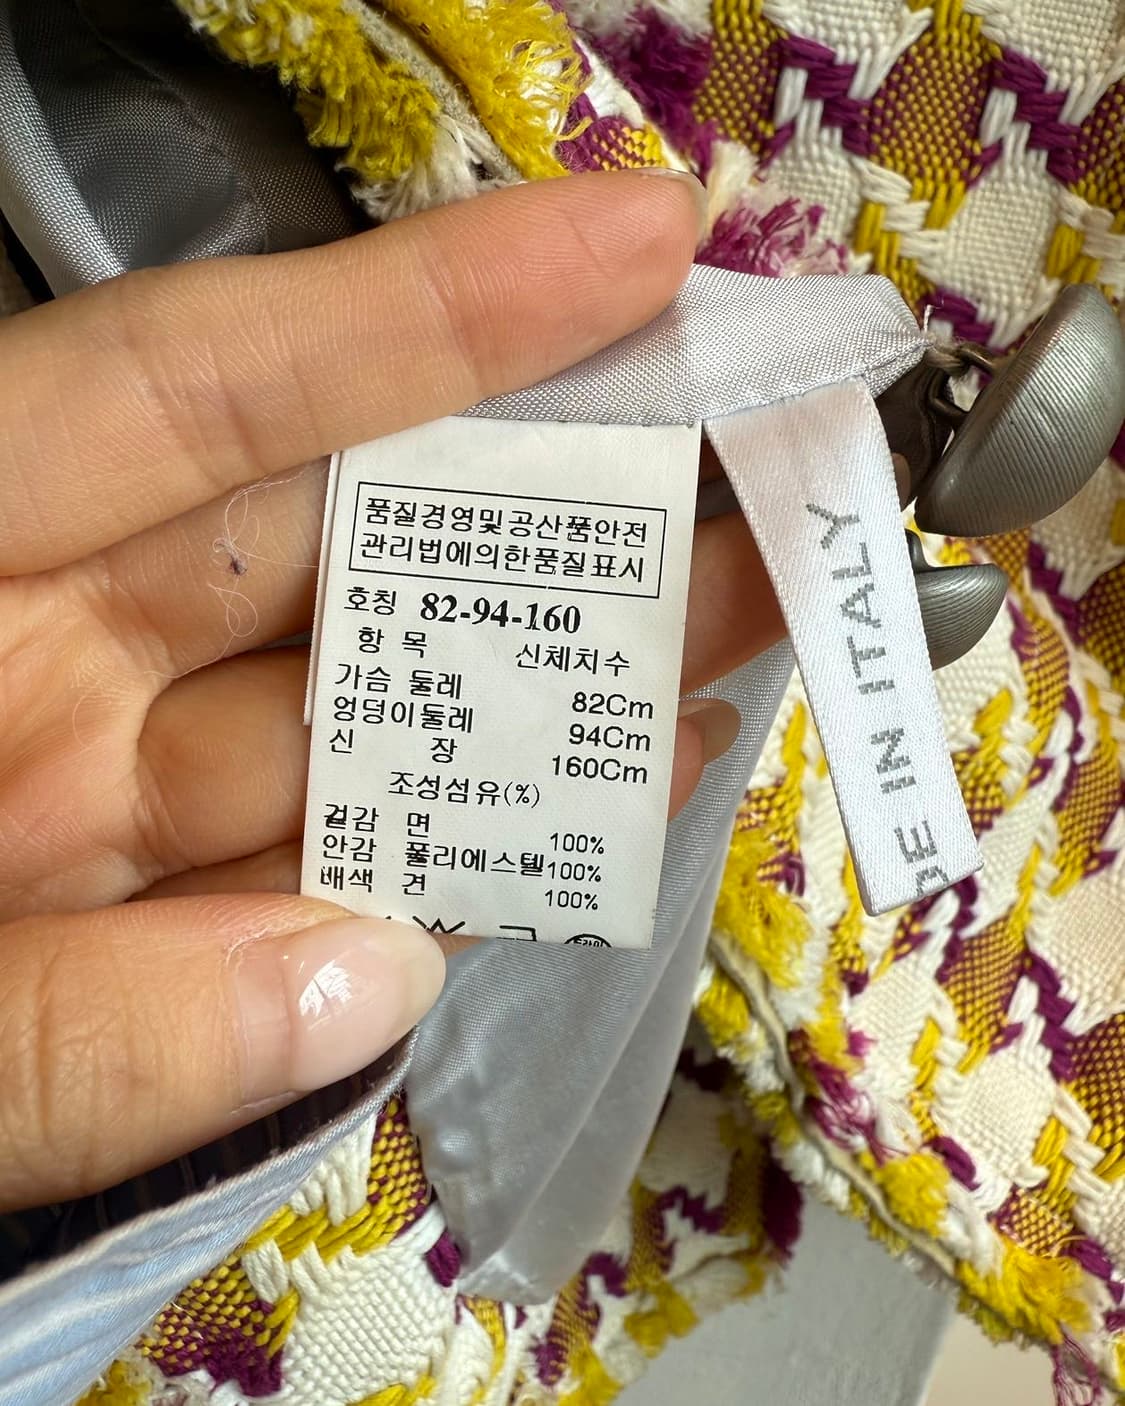 품질경영및공산품안전
관리법에의한품질표시
호칭 82-94-160
항 목 신체치수
가슴 둘레 82Cm
엉덩이둘레 94Cm
신 장 160Cm
조성섬유(%)
겉감 면 100%
안감 폴리에스텔 100%
배색 견 100%
드라이
DE IN ITALY